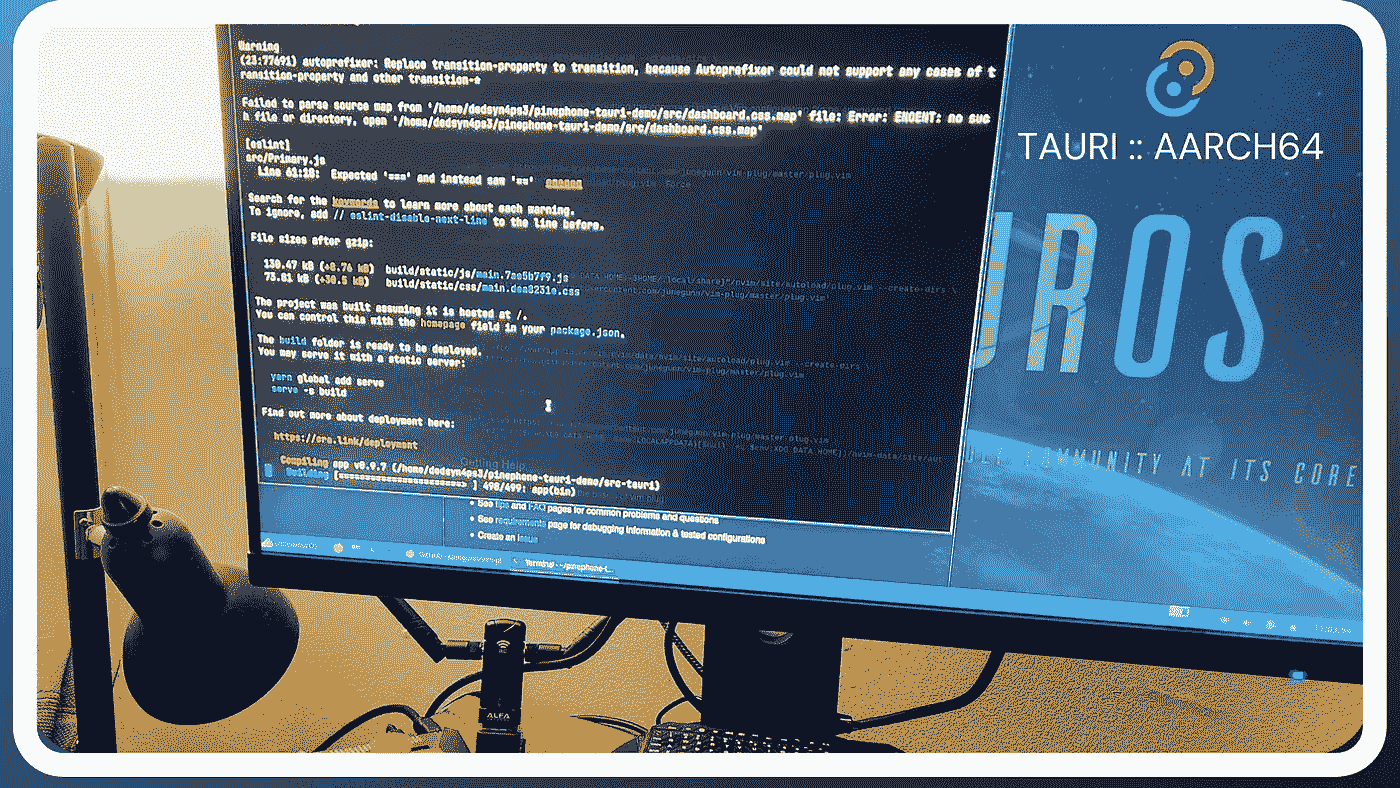 Warning
(23:77691) autoprefixer: Replace transition-property to transition, because Autoprefixer could not support any cases of t
ransition-property and other transition-*
Failed to parse source map from '/home/dedsyn4ps3/pinephone-tauri-demo/src/dashboard.css.map' file: Error: ENOENT: no suc
h file or directory, open '/home/dedsyn4ps3/pinephone-tauri-demo/src/dashboard.css.map'
[eslint]
src/Primary.js
Line 61:18: Expected '===' and instead saw '==' eqeqeq
Search for the keywords to learn more about each warning.
To ignore, add // eslint-disable-next-line to the line before.
File sizes after gzip:
130.47 kB (+8.76 kB) build/static/js/main.7ae5b7f9.js
73.81 kB (+30.5 kB) build/static/css/main.dea8231e.css
The project was built assuming it is hosted at /.
You can control this with the homepage field in your package.json.
The build folder is ready to be deployed.
You may serve it with a static server:
yarn global add serve
serve -s build
Find out more about deployment here:
https://cra.link/deployment
Getting Help
Compiling app v0.9.7 (/home/dedsyn4ps3/pinephone-tauri-demo/src-tauri)
Building [=======================> ] 498/499: app(bin)
• See tips and FAQ pages for common problems and questions
• See requirements page for debugging information & tested configurations
• Create an issue
Terminal - ~/pinephone-t...
TAURI :: AARCH64
UROS
COMMUNITY AT ITS CORE
ALFA